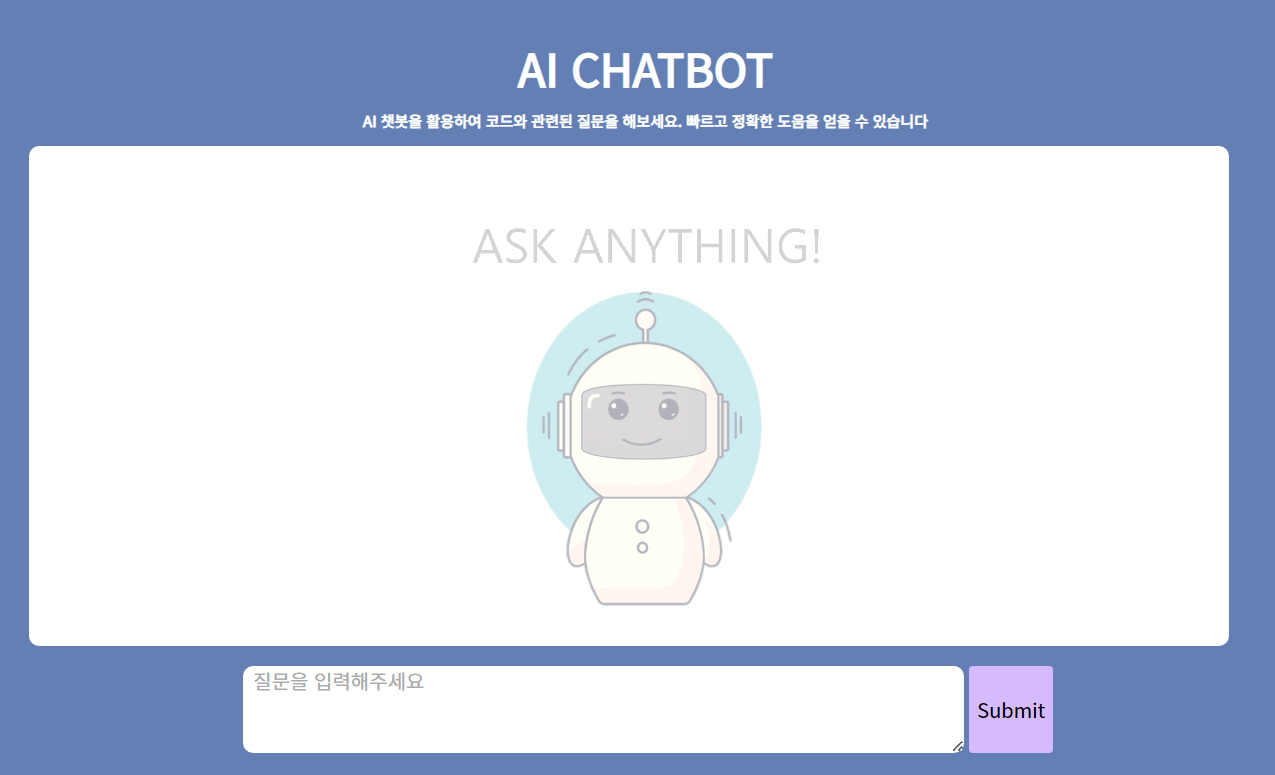 AI CHATBOT
AI 챗봇을 활용하여 코드와 관련된 질문을 해보세요. 빠르고 정확한 도움을 얻을 수 있습니다
ASK ANYTHING!
질문을 입력해주세요
Submit